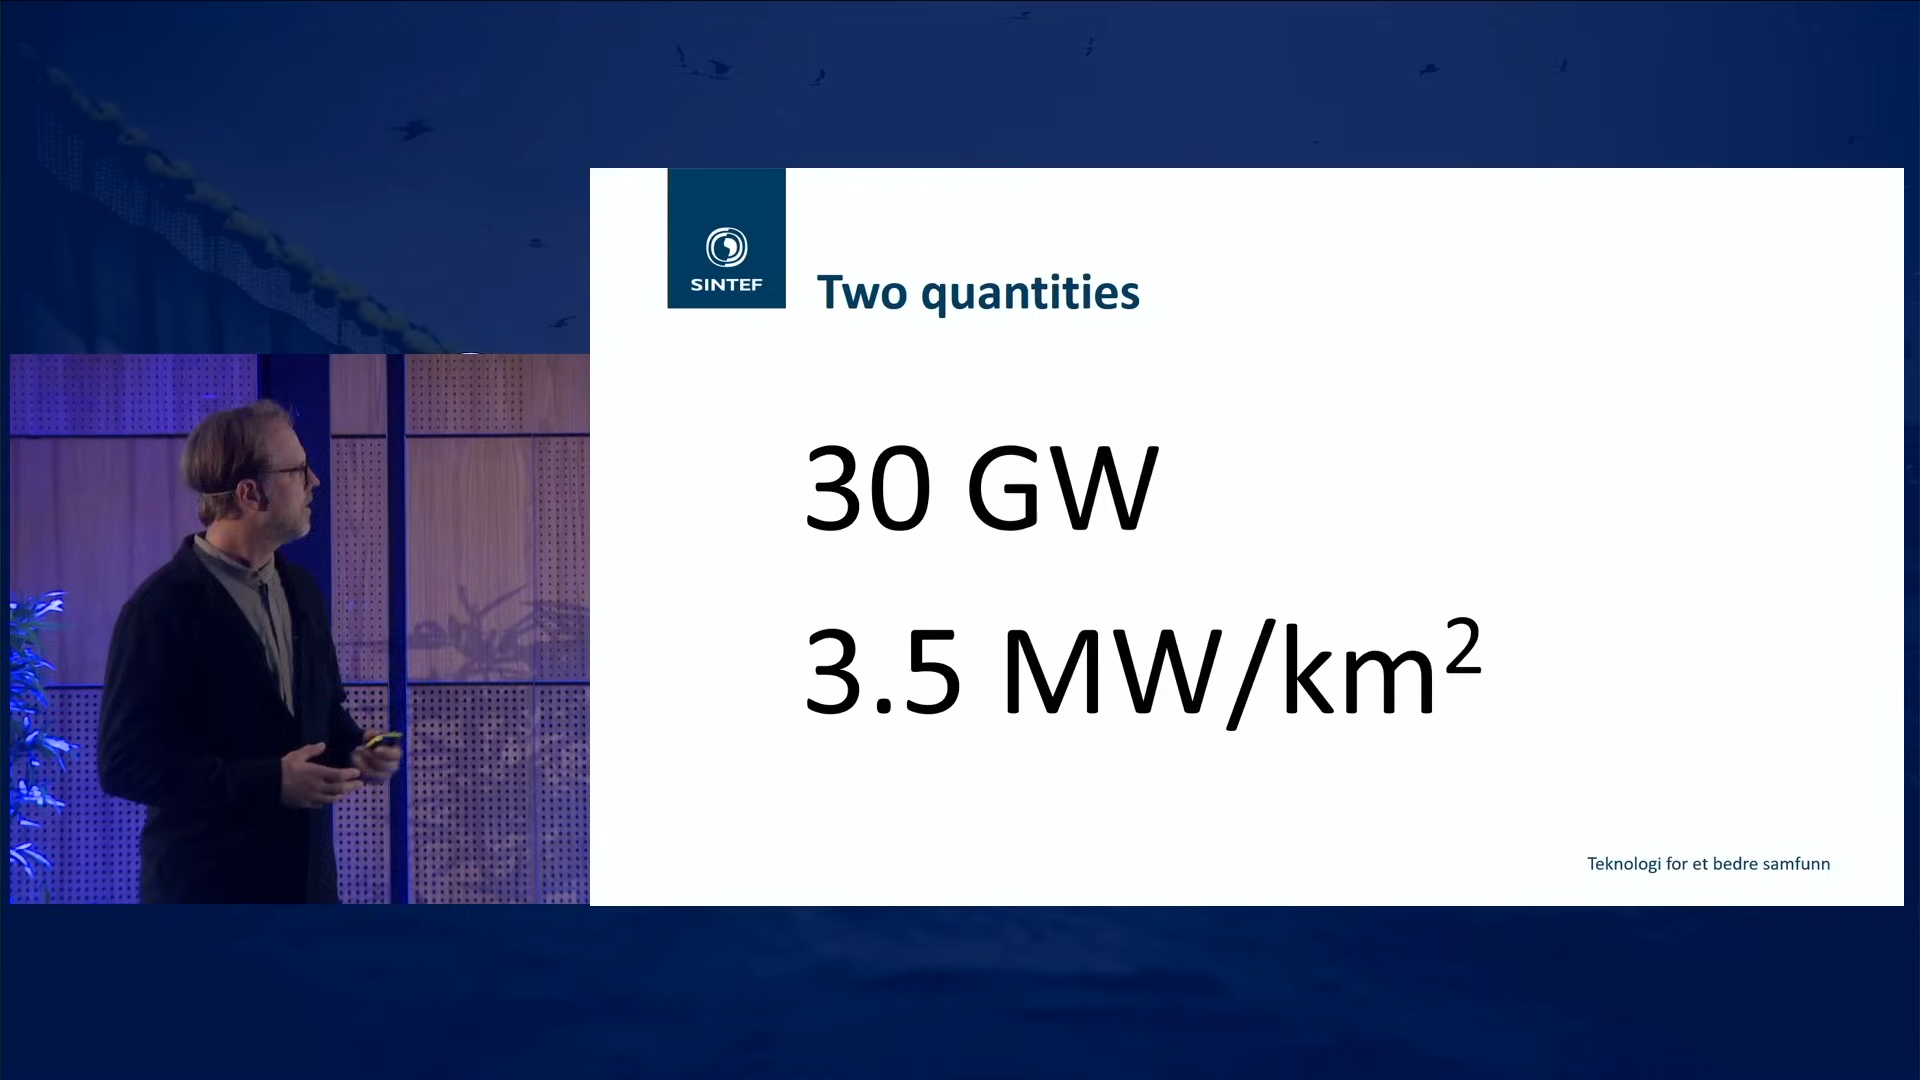 SINTEF
Two quantities
30 GW
3.5 MW/km²
Teknologi for et bedre samfunn